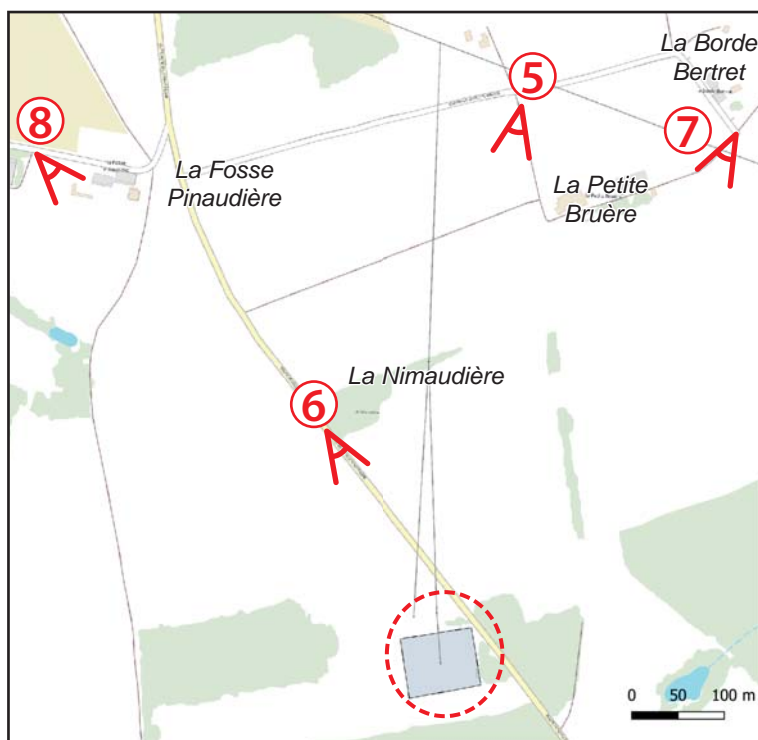 La Borde
Bertret
5
8
7
La Fosse
Pinaudière
La Petite
Bruère
La Nimaudière
6
0 50 100 m